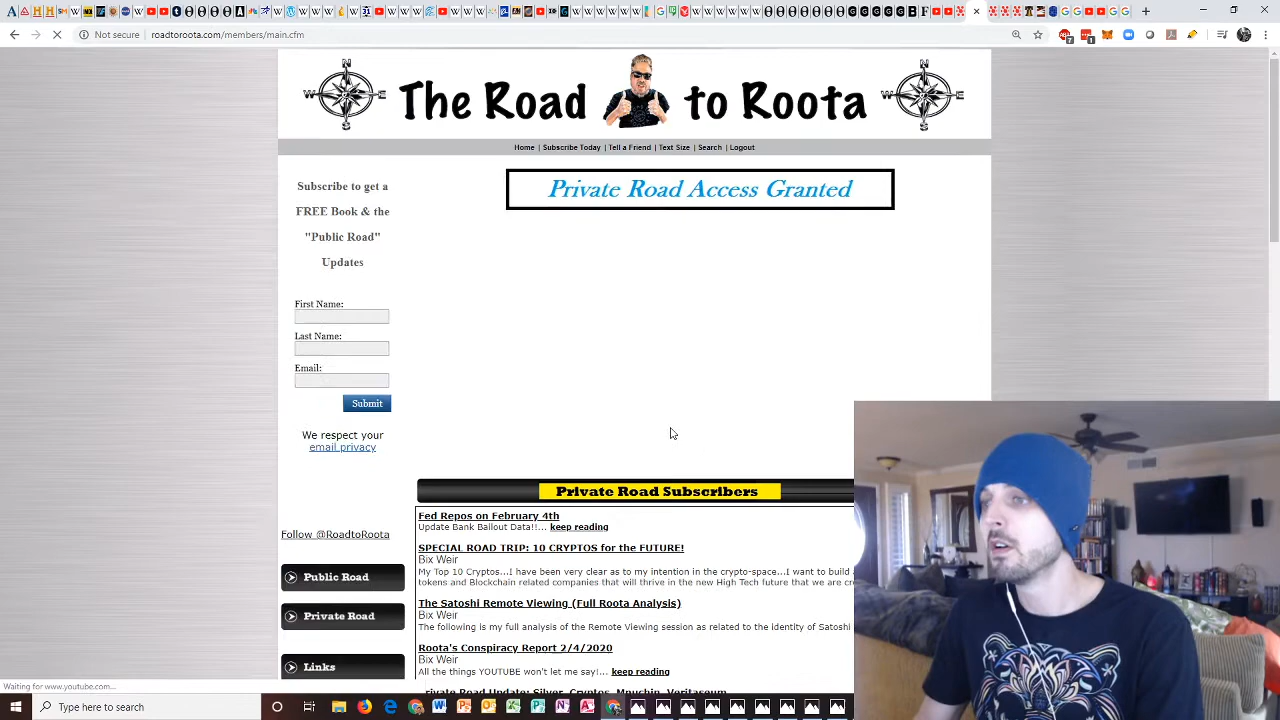 Not secure | roadtoroota.com/members/main.cfm
The Road to Roota
Home | Subscribe Today | Tell a Friend | Text Size | Search | Logout
Subscribe to get a
FREE Book & the
"Public Road"
Updates
First Name:
Last Name:
Email:
Submit
We respect your
email privacy
Follow @RoadtoRoota
Public Road
Private Road
Links
Private Road Access Granted
Private Road Subscribers
Fed Repos on February 4th
Update Bank Bailout Data!!... keep reading
SPECIAL ROAD TRIP: 10 CRYPTOS for the FUTURE!
Bix Weir
My Top 10 Cryptos...I have been very clear as to my intention in the crypto-space...I want to build
tokens and Blockchain related companies that will thrive in the new High Tech future that we are
The Satoshi Remote Viewing (Full Roota Analysis)
Bix Weir
The following is my full analysis of the Remote Viewing session as related to the identity of Satoshi
Roota's Conspiracy Report 2/4/2020
Bix Weir
All the things YOUTUBE won't let me say!... keep reading
Road Update: Silver, Cryptos, Mnuchin, Veritaseum
Waiting for www.youtube.com...
Type here to search